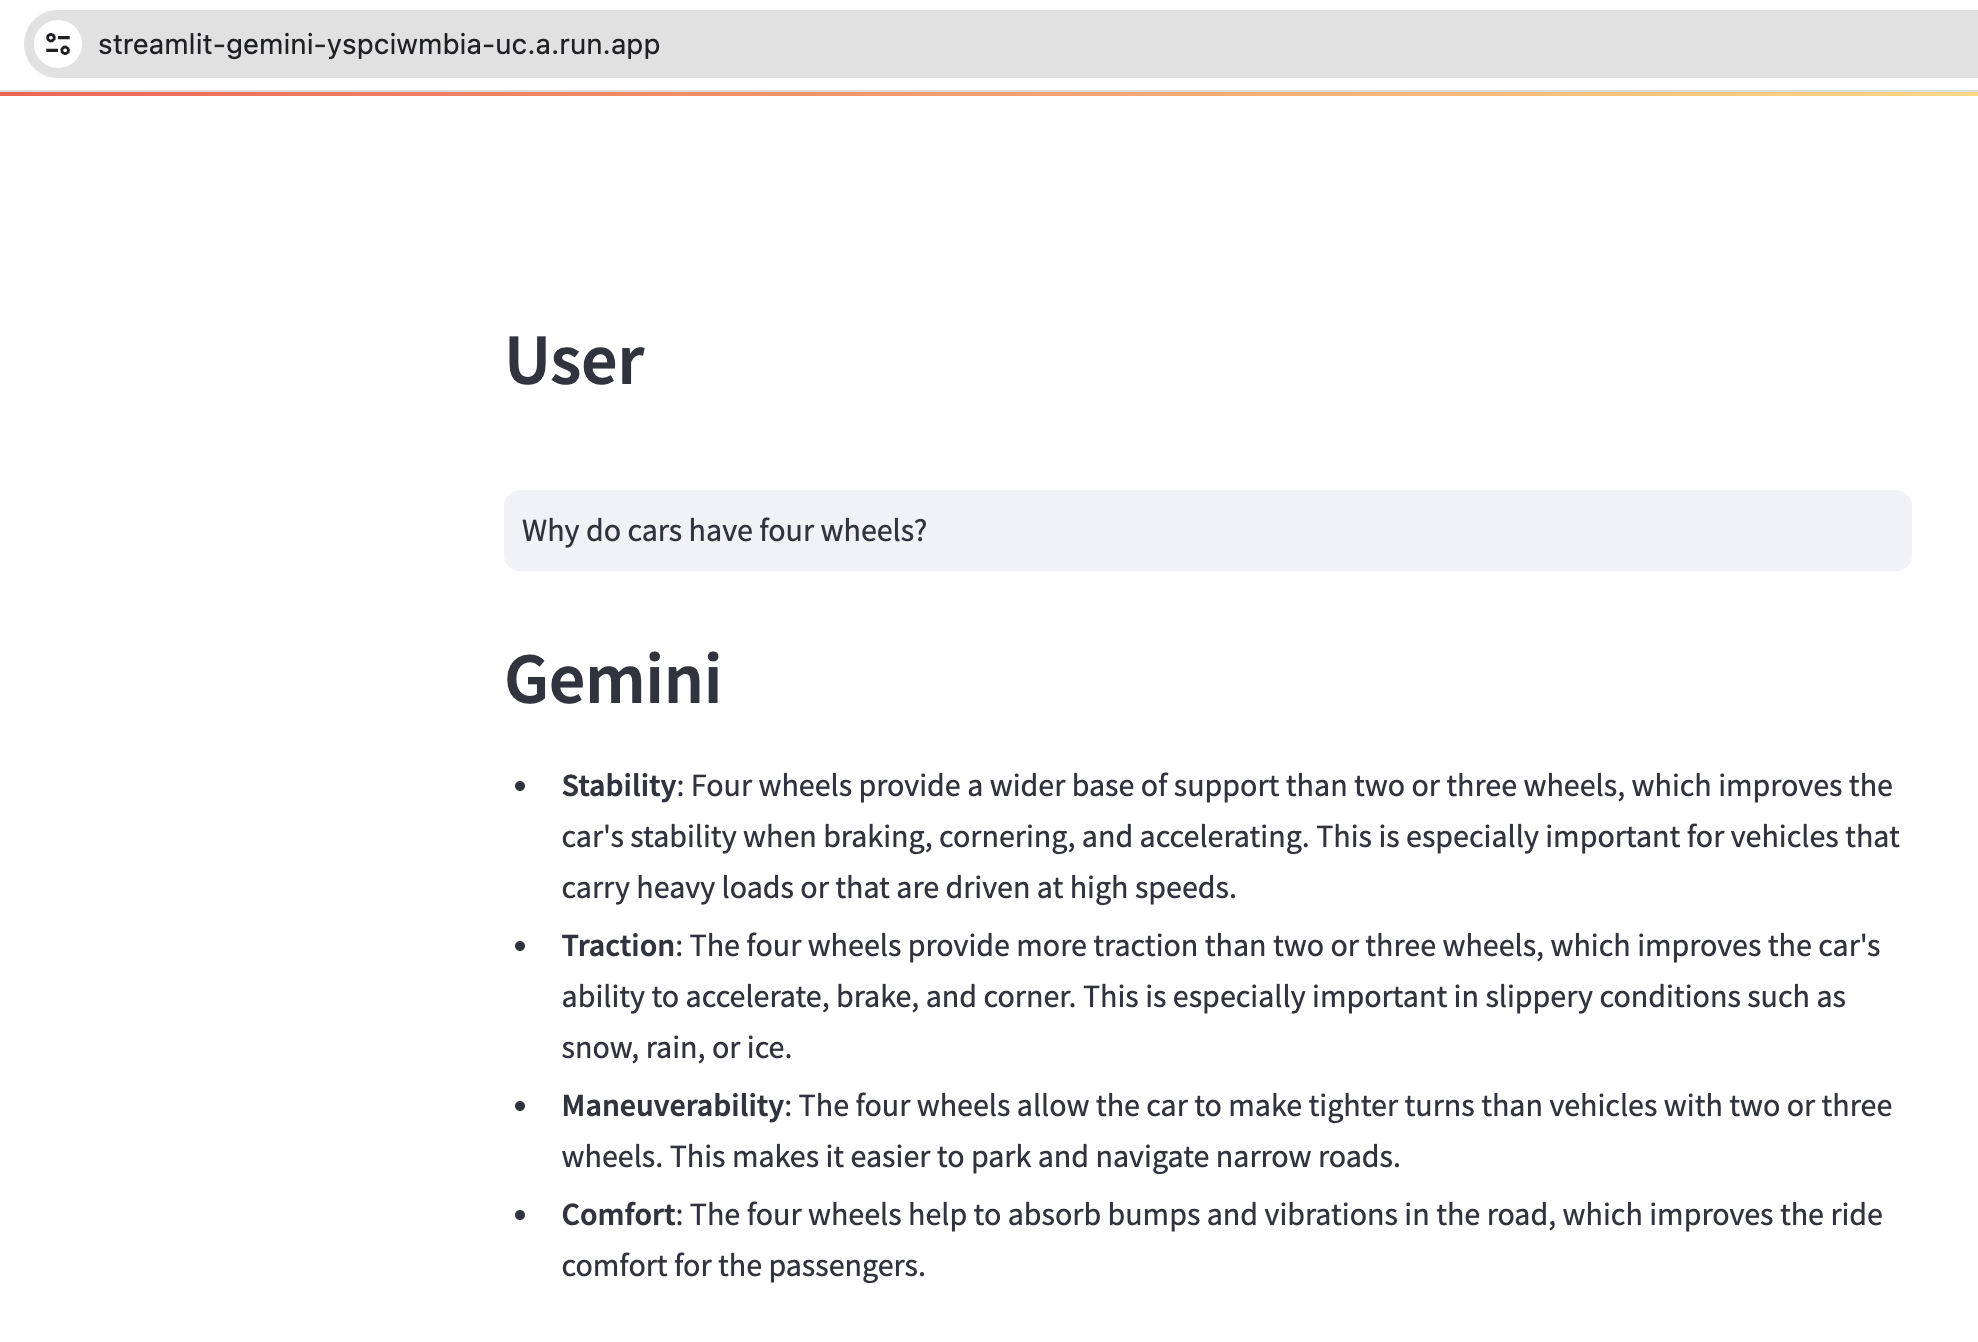 streamlit-gemini-yspciwmbia-uc.a.run.app
User
Why do cars have four wheels?
Gemini
• Stability: Four wheels provide a wider base of support than two or three wheels, which improves the
car's stability when braking, cornering, and accelerating. This is especially important for vehicles that
carry heavy loads or that are driven at high speeds.
• Traction: The four wheels provide more traction than two or three wheels, which improves the car's
ability to accelerate, brake, and corner. This is especially important in slippery conditions such as
snow, rain, or ice.
• Maneuverability: The four wheels allow the car to make tighter turns than vehicles with two or three
wheels. This makes it easier to park and navigate narrow roads.
• Comfort: The four wheels help to absorb bumps and vibrations in the road, which improves the ride
comfort for the passengers.